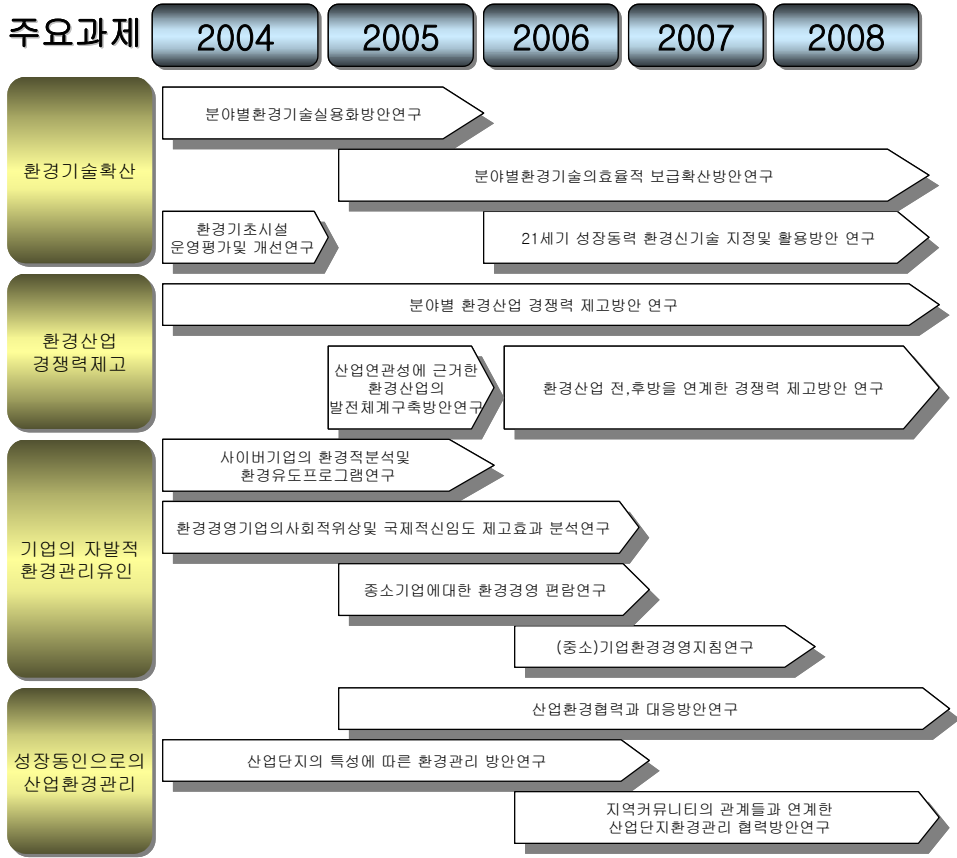 주요과제
2004
2005
2006
2007
2008
환경기술확산
분야별환경기술실용화방안연구
분야별환경기술의효율적 보급확산방안연구
환경기초시설
운영평가및 개선연구
21세기 성장동력 환경신기술 지정및 활용방안 연구
환경산업
경쟁력제고
분야별 환경산업 경쟁력 제고방안 연구
산업연관성에 근거한
환경산업의
발전체계구축방안연구
환경산업 전,후방을 연계한 경쟁력 제고방안 연구
기업의 자발적
환경관리유인
사이버기업의 환경적분석및
환경유도프로그램연구
환경경영기업의사회적위상및 국제적신임도 제고효과 분석연구
중소기업에대한 환경경영 편람연구
(중소)기업환경경영지침연구
성장동인으로의
산업환경관리
산업환경협력과 대응방안연구
산업단지의 특성에 따른 환경관리 방안연구
지역커뮤니티의 관계들과 연계한
산업단지환경관리 협력방안연구